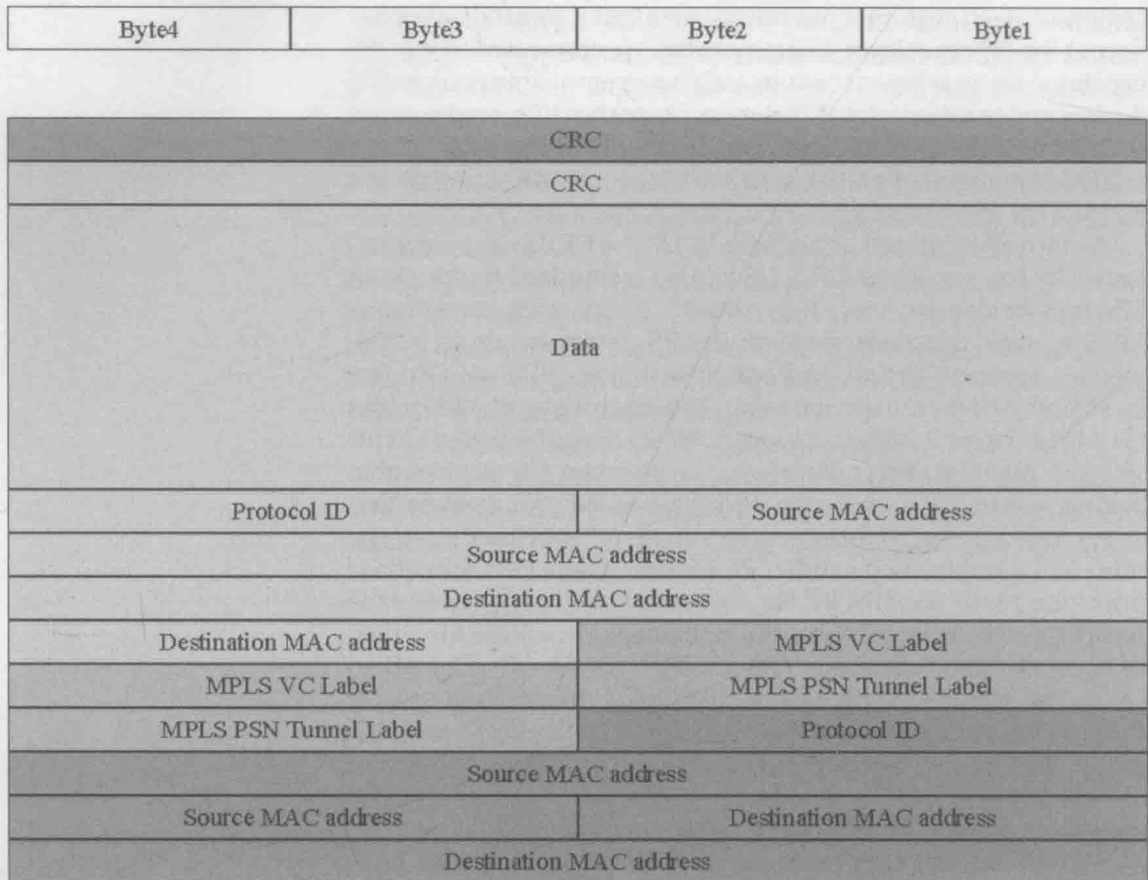 Byte4 Byte3 Byte2 Byte1
CRC
CRC
Data
Protocol ID Source MAC address
Source MAC address
Destination MAC address
Destination MAC address MPLS VC Label
MPLS VC Label MPLS PSN Tunnel Label
MPLS PSN Tunnel Label Protocol ID
Source MAC address
Source MAC address Destination MAC address
Destination MAC address